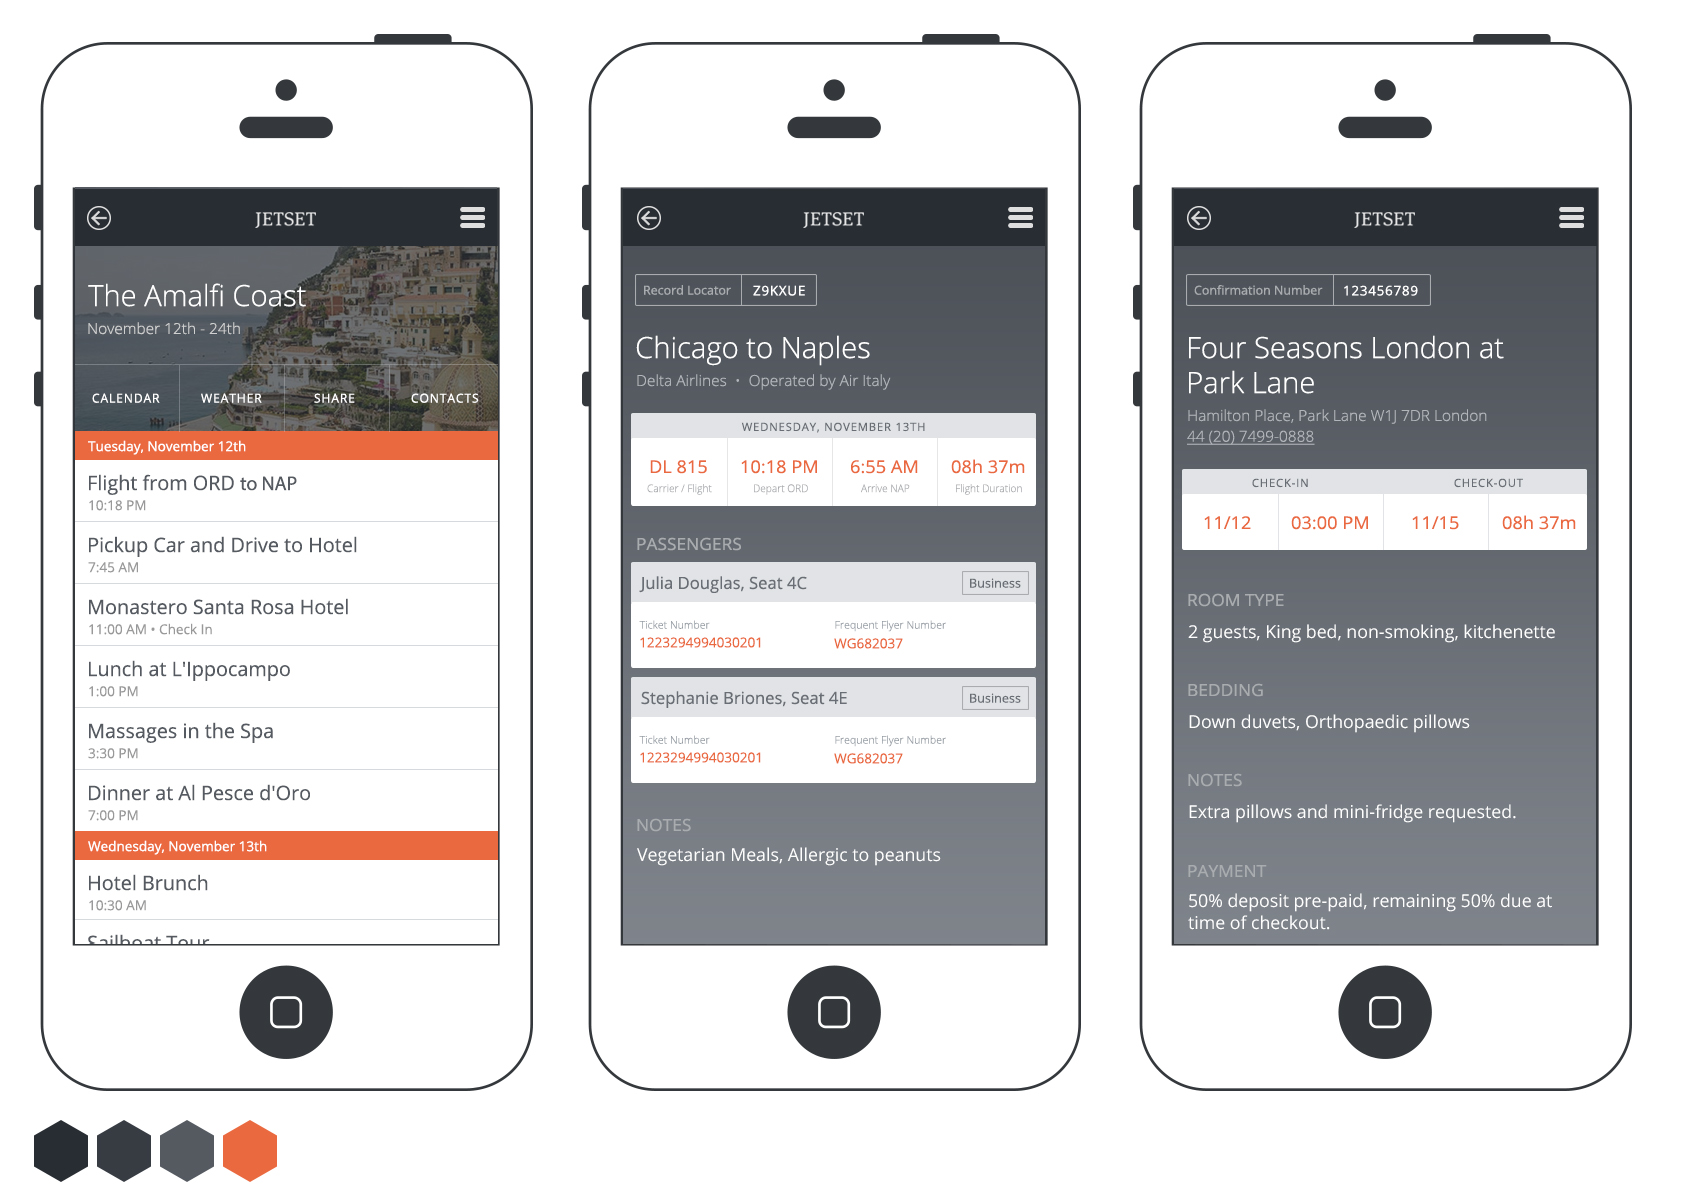 JETSET
The Amalfi Coast
November 12th - 24th
CALENDAR WEATHER SHARE CONTACTS
Tuesday, November 12th
Flight from ORD to NAP
10:18 PM
Pickup Car and Drive to Hotel
7:45 AM
Monastero Santa Rosa Hotel
11:00 AM • Check In
Lunch at L'Ippocampo
1:00 PM
Massages in the Spa
3:30 PM
Dinner at Al Pesce d'Oro
7:00 PM
Wednesday, November 13th
Hotel Brunch
10:30 AM
Sailboat Tour
JETSET
Record Locator Z9KXUE
Chicago to Naples
Delta Airlines • Operated by Air Italy
WEDNESDAY, NOVEMBER 13TH
DL 815 10:18 PM 6:55 AM 08h 37m
Carrier / Flight Depart ORD Arrive NAP Flight Duration
PASSENGERS
Julia Douglas, Seat 4C Business
Ticket Number Frequent Flyer Number
1223294994030201 WG682037
Stephanie Briones, Seat 4E Business
Ticket Number Frequent Flyer Number
1223294994030201 WG682037
NOTES
Vegetarian Meals, Allergic to peanuts
JETSET
Confirmation Number 123456789
Four Seasons London at
Park Lane
Hamilton Place, Park Lane W1J 7DR London
44 (20) 7499-0888
CHECK-IN CHECK-OUT
11/12 03:00 PM 11/15 08h 37m
ROOM TYPE
2 guests, King bed, non-smoking, kitchenette
BEDDING
Down duvets, Orthopaedic pillows
NOTES
Extra pillows and mini-fridge requested.
PAYMENT
50% deposit pre-paid, remaining 50% due at
time of checkout.